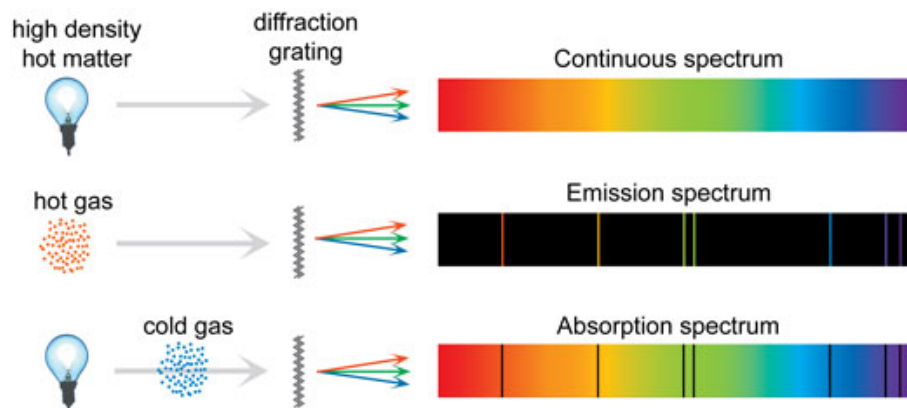 high density
hot matter
diffraction
grating
Continuous spectrum
hot gas
Emission spectrum
cold gas
Absorption spectrum